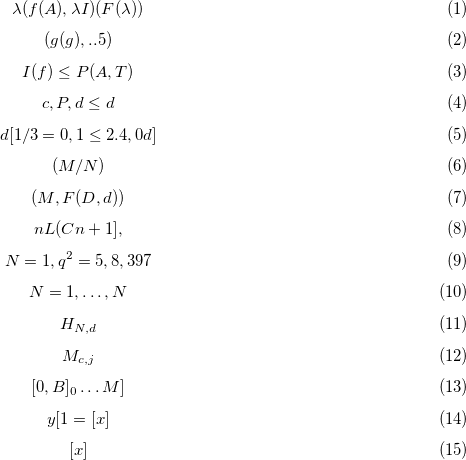 λ(f(A), λI)(F(λ)) (1)
(g(g), ..5) (2)
I(f) ≤ P(A, T) (3)
c, P, d ≤ d (4)
d[1/3 = 0, 1 ≤ 2.4, 0d] (5)
(M/N) (6)
(M, F(D, d)) (7)
nL(Cn + 1], (8)
N = 1, q² = 5, 8, 397 (9)
N = 1, . . . , N (10)
H_{N,d} (11)
M_{c,j} (12)
[0, B]₀ . . . M] (13)
y[1 = [x] (14)
[x] (15)